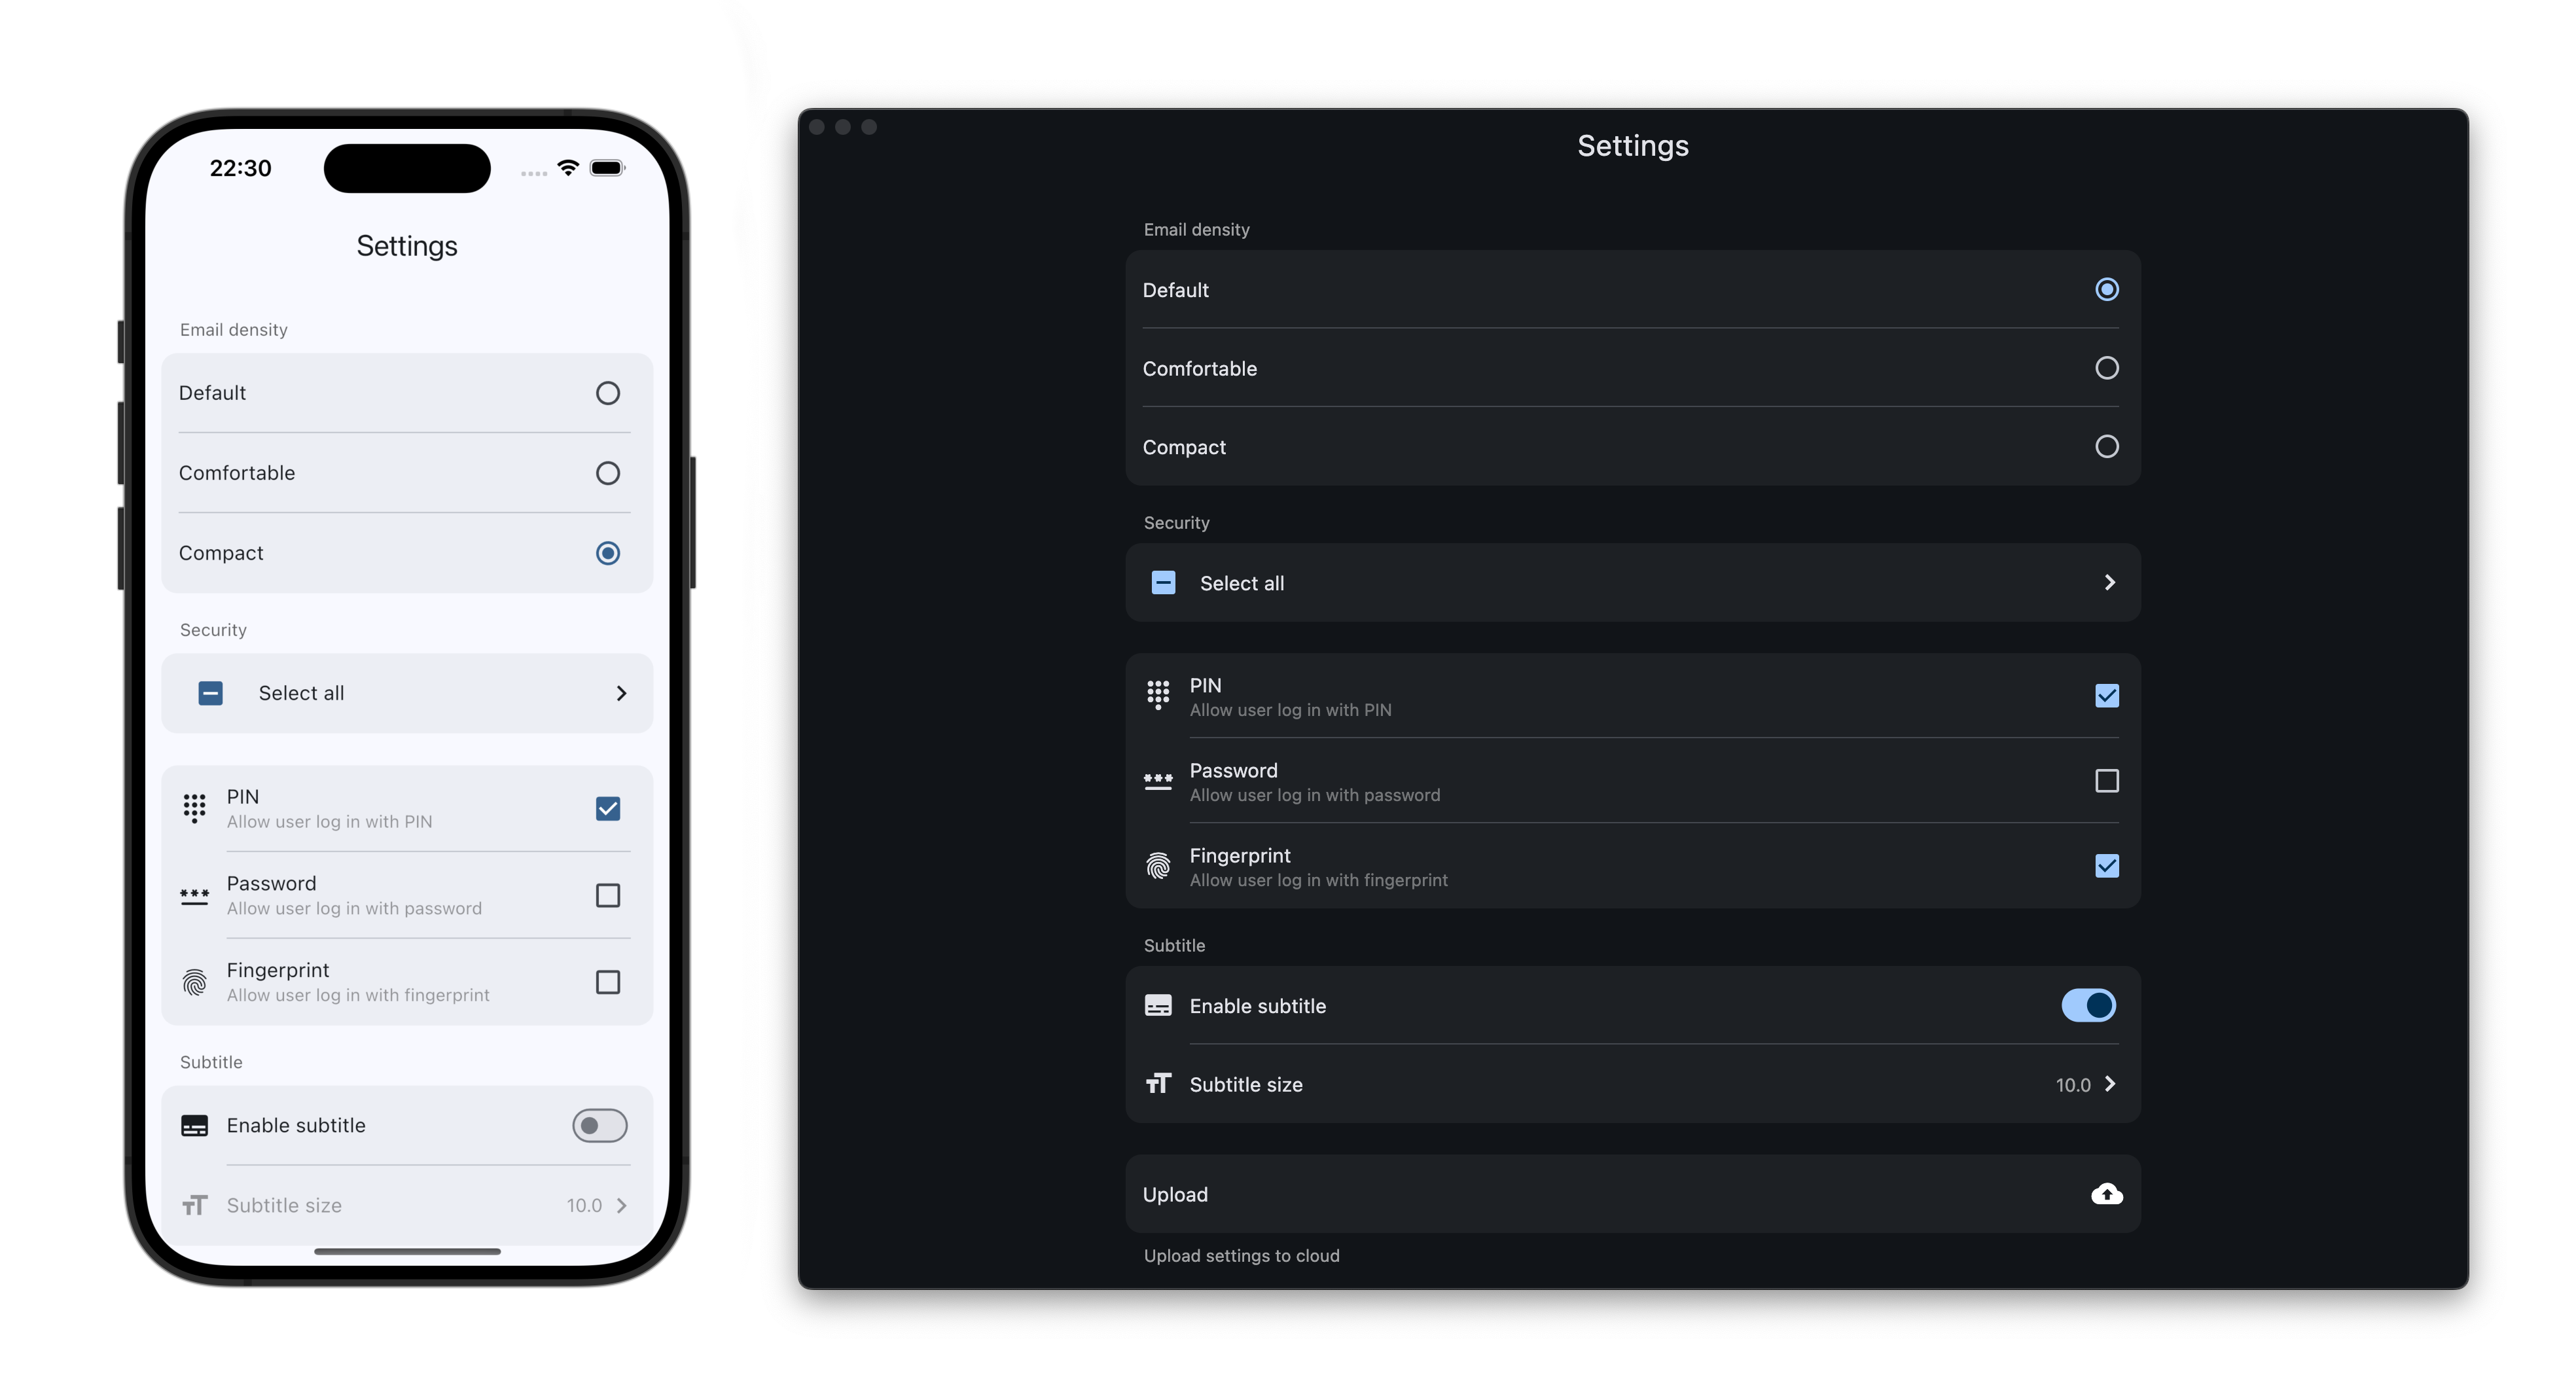 22:30
Settings
Email density
Default
Comfortable
Compact
Security
Select all
PIN
Allow user log in with PIN
Password
Allow user log in with password
Fingerprint
Allow user log in with fingerprint
Subtitle
Enable subtitle
Subtitle size 10.0
Settings
Email density
Default
Comfortable
Compact
Security
Select all
PIN
Allow user log in with PIN
Password
Allow user log in with password
Fingerprint
Allow user log in with fingerprint
Subtitle
Enable subtitle
Subtitle size 10.0
Upload
Upload settings to cloud